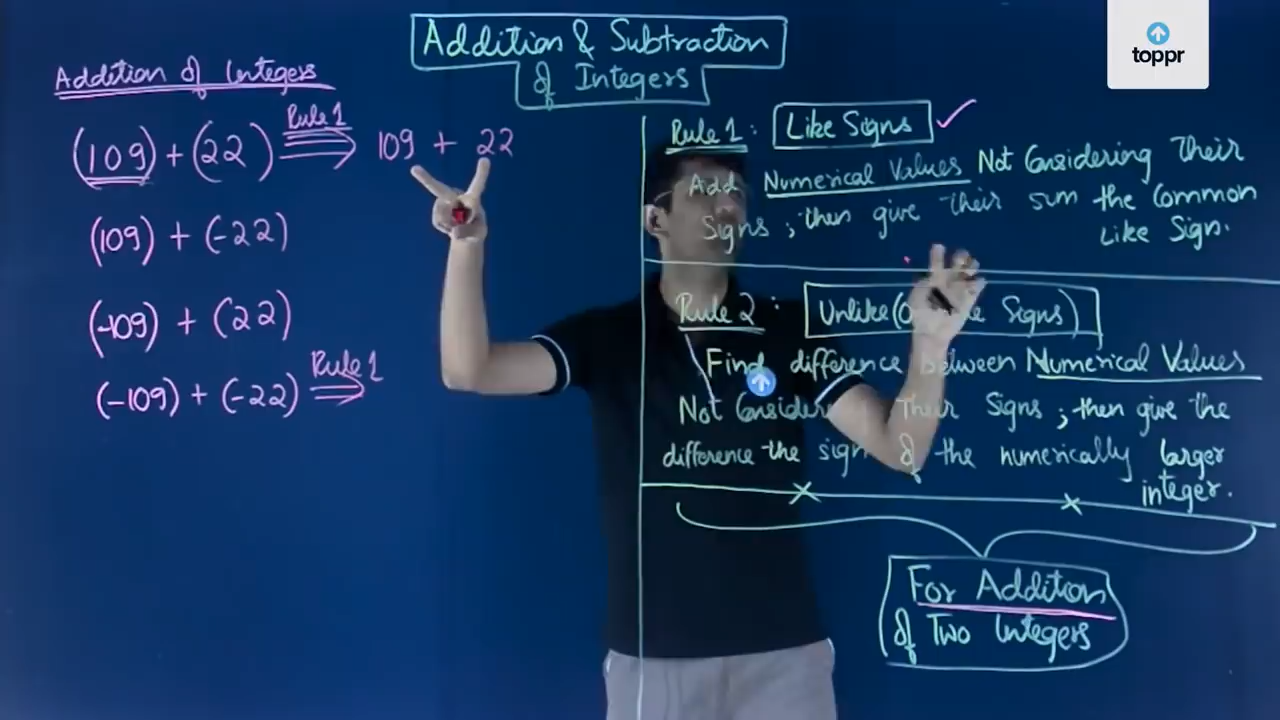 toppr
Addition & Subtraction
of Integers
Addition of Integers
(109) + (22) Rule 1 ⟹ 109 + 22
(109) + (-22)
(-109) + (22)
(-109) + (-22) Rule 1 ⟹
Rule 1: Like Signs ✓
Add Numerical Values Not Considering Their
Signs; then give their sum the Common
Like Sign.
Rule 2: Unlike ( Signs)
Find difference between Numerical Values
Not Their Signs; then give the
difference the sign of the numerically larger
integer.
For Addition
of Two Integers